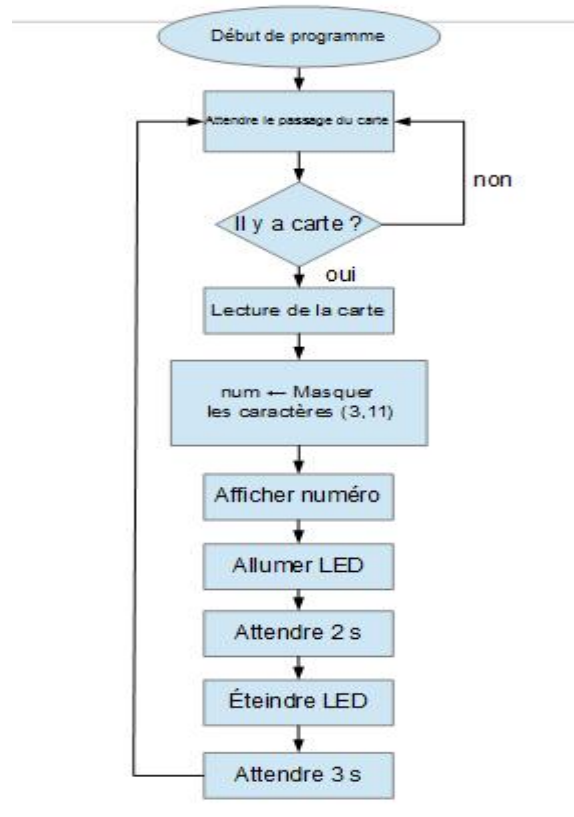 Début de programme
Attendre le passage du carte
non
Il y a carte ?
oui
Lecture de la carte
num ← Masquer
les caractères (3,11)
Afficher numéro
Allumer LED
Attendre 2 s
Éteindre LED
Attendre 3 s